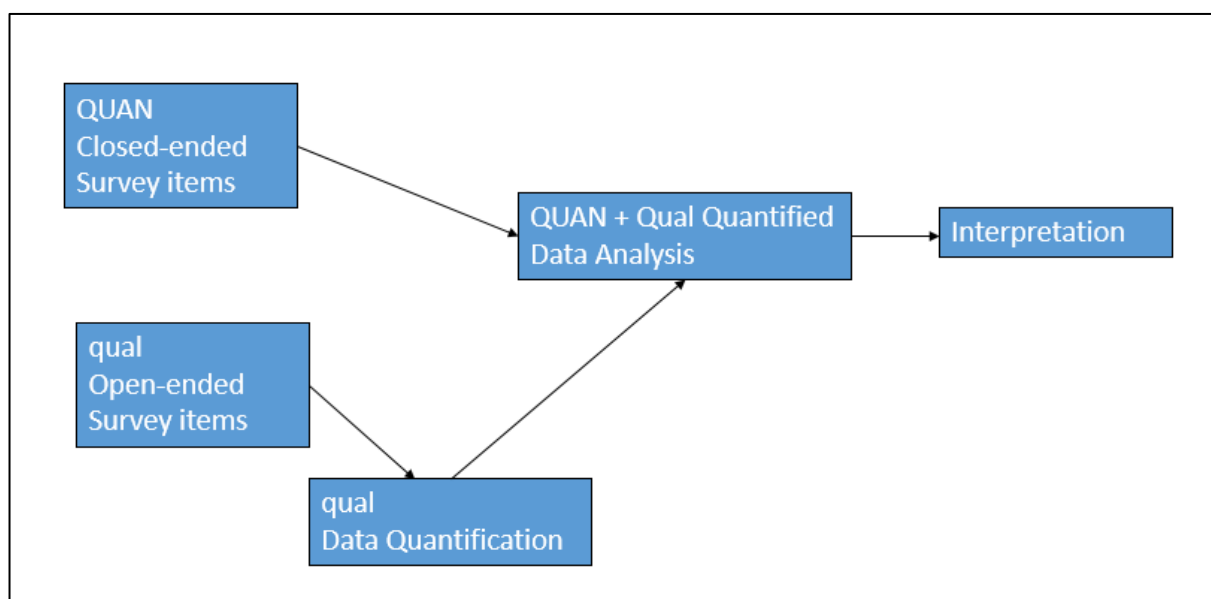 QUAN
Closed-ended
Survey items
QUAN + Qual Quantified
Data Analysis
Interpretation
qual
Open-ended
Survey items
qual
Data Quantification